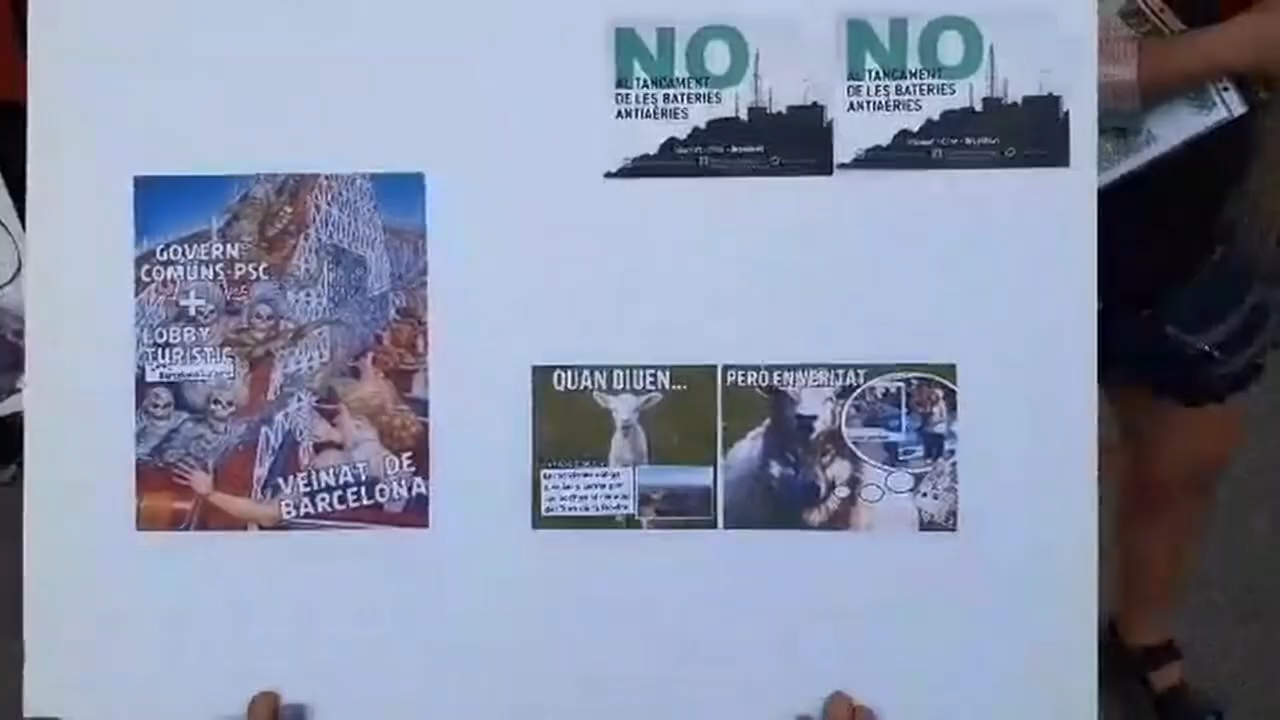 NO
AL TANCAMENT
DE LES BATERIES
ANTIAÈRIES
NO
AL TANCAMENT
DE LES BATERIES
ANTIAÈRIES
GOVERN
COMUNS-PSC
+
LOBBY
TURÍSTIC
VEÏNAT DE
BARCELONA
QUAN DIUEN...
PERÒ EN VERITAT